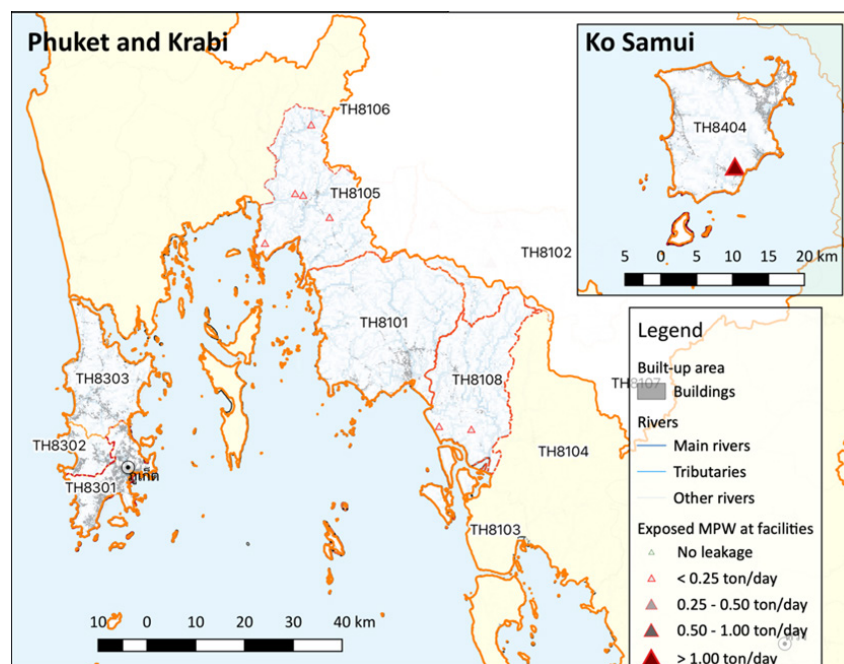 Phuket and Krabi
Ko Samui
TH8106
TH8404
TH8105
TH8102
5 0 5 10 15 20 km
TH8101
Legend
Built-up area
TH8303
TH8108
TH8107
Buildings
Rivers
TH8302
TH8104
Main rivers
ภูเก็ต
TH8301
Tributaries
Other rivers
TH8103
Exposed MPW at facilities
No leakage
< 0.25 ton/day
0.25 - 0.50 ton/day
10 0 10 20 30 40 km
0.50 - 1.00 ton/day
> 1.00 ton/day